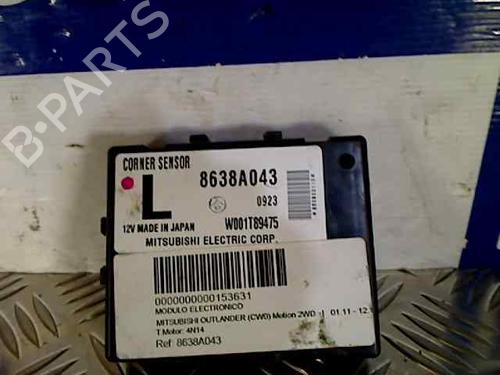 B-PARTS
CORNER SENSOR
L
8638A043
0923
12V MADE IN JAPAN
W001T89475
MITSUBISHI ELECTRIC CORP.
0000000000153631
MODULO ELECTRONICO
MITSUBISHI OUTLANDER (CW0) Motion 2WD
01.11 - 12.
T Motor: 4N14
Ref: 8638A043